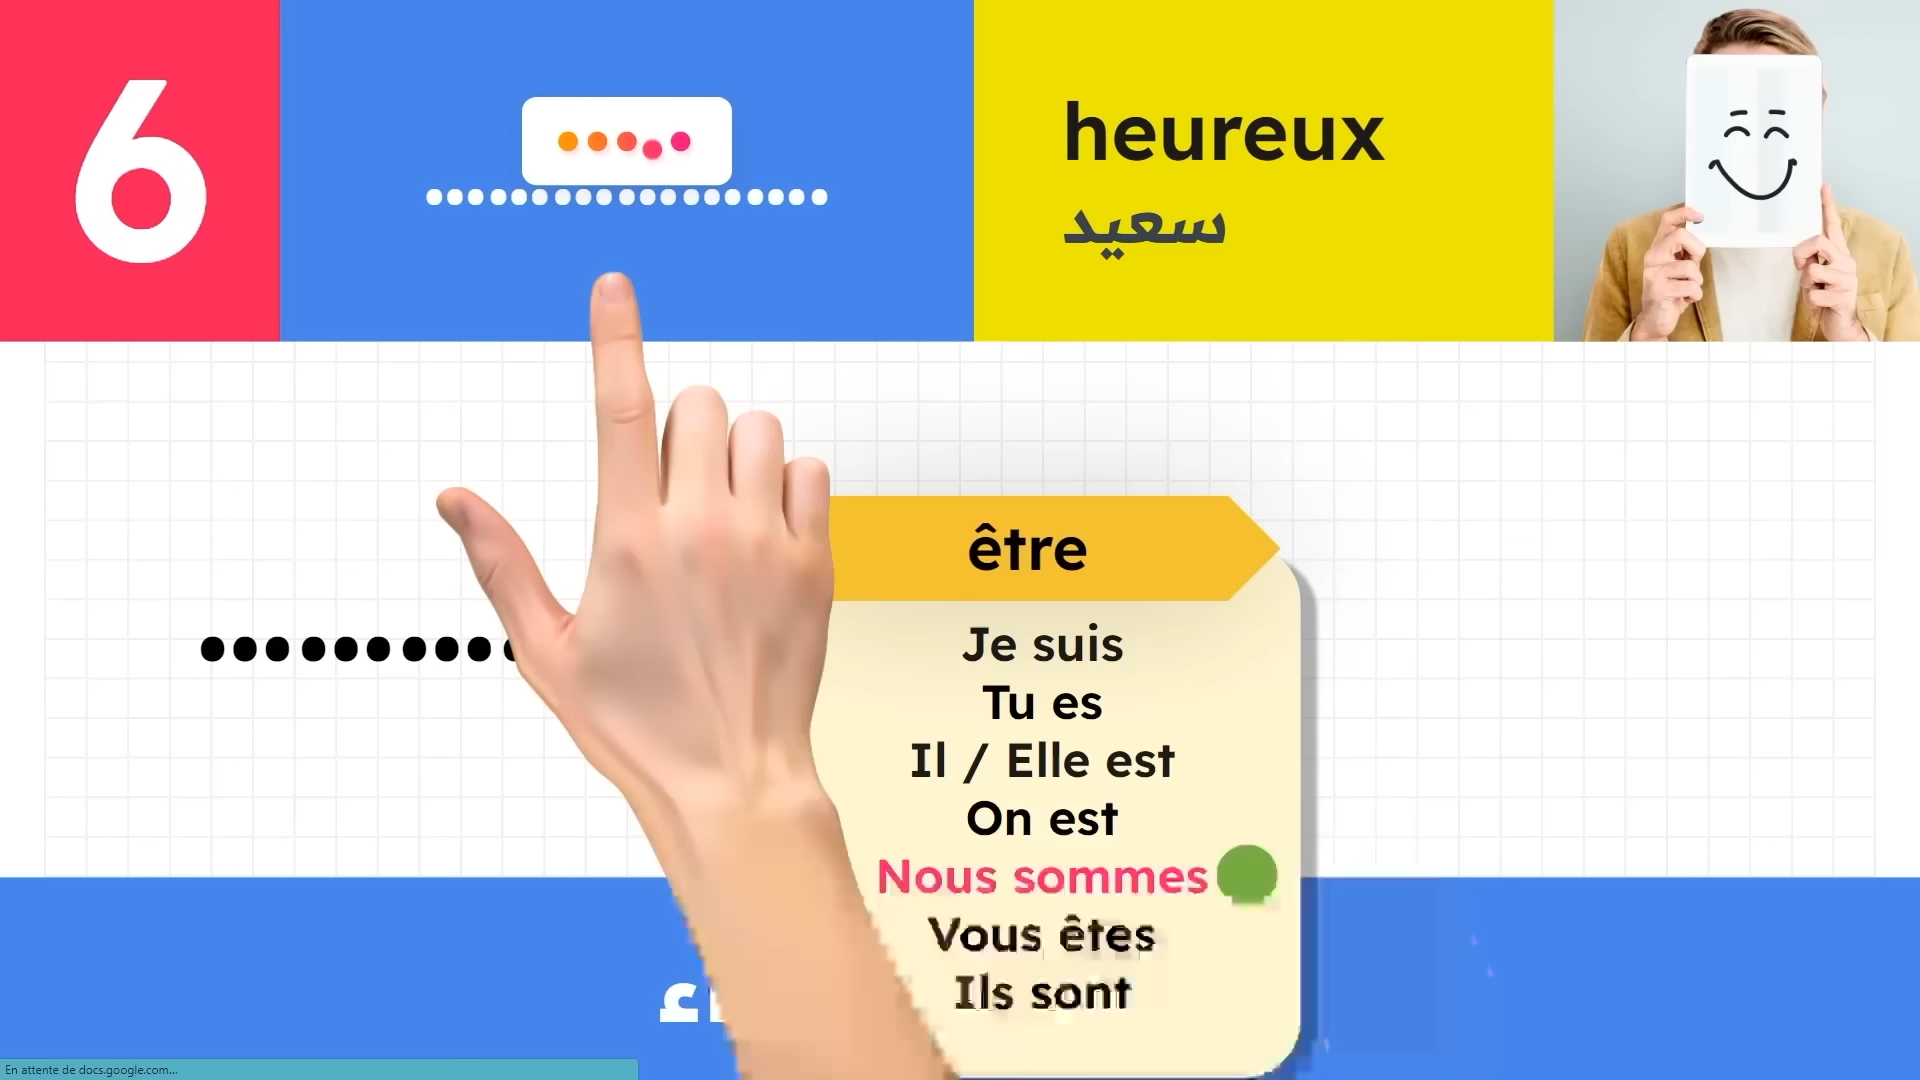 6
heureux
سعيد
être
Je suis
Tu es
Il / Elle est
On est
Nous sommes
Vous êtes
Ils sont
En attente de docs.google.com...